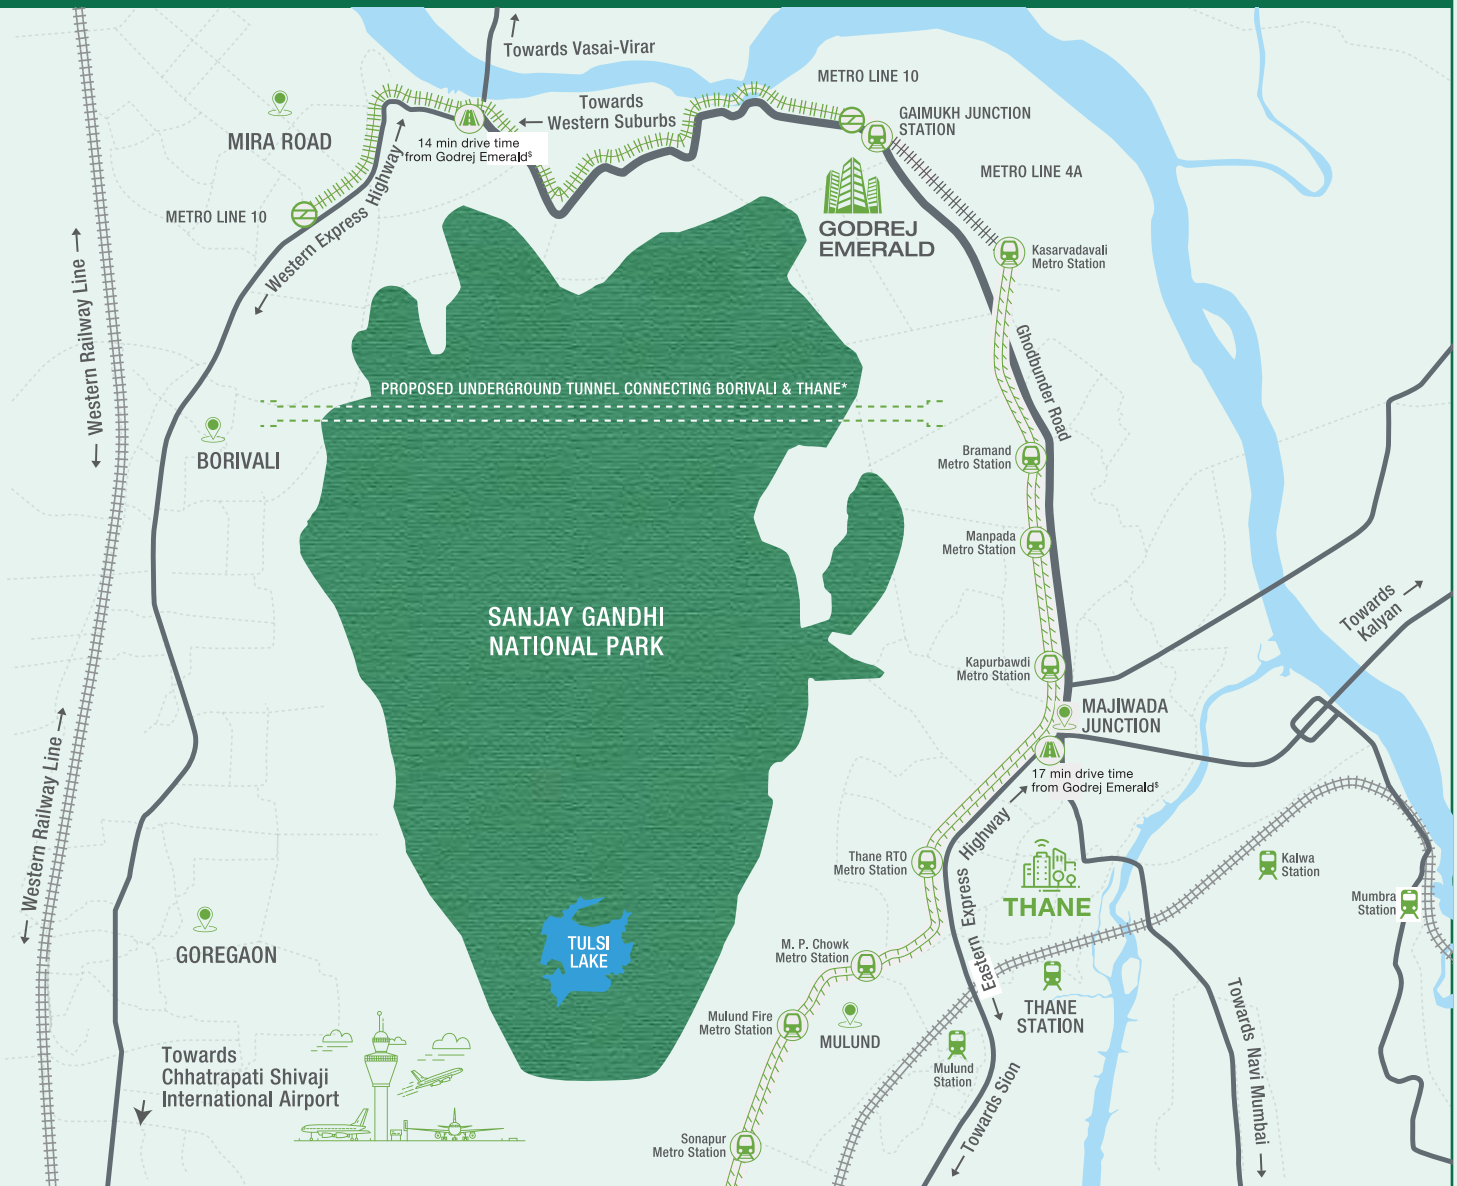 Towards Vasai-Virar
METRO LINE 10
Towards
Western Suburbs
GAIMUKH JUNCTION
STATION
MIRA ROAD
14 min drive time
from Godrej Emerald$
METRO LINE 4A
METRO LINE 10
Western Express Highway
GODREJ
EMERALD
Kasarvadavali
Metro Station
Western Railway Line
Ghodbunder Road
PROPOSED UNDERGROUND TUNNEL CONNECTING BORIVALI & THANE*
BORIVALI
Bramand
Metro Station
Manpada
Metro Station
SANJAY GANDHI
NATIONAL PARK
Towards
Kalyan
Kapurbawdi
Metro Station
MAJIWADA
JUNCTION
17 min drive time
from Godrej Emerald$
Western Railway Line
Eastern Express Highway
Thane RTO
Metro Station
Kalwa
Station
THANE
Mumbra
Station
GOREGAON
TULSI
LAKE
M. P. Chowk
Metro Station
THANE
STATION
Mulund Fire
Metro Station
MULUND
Mulund
Station
Towards Navi Mumbai
Towards Sion
Towards
Chhatrapati Shivaji
International Airport
Sonapur
Metro Station